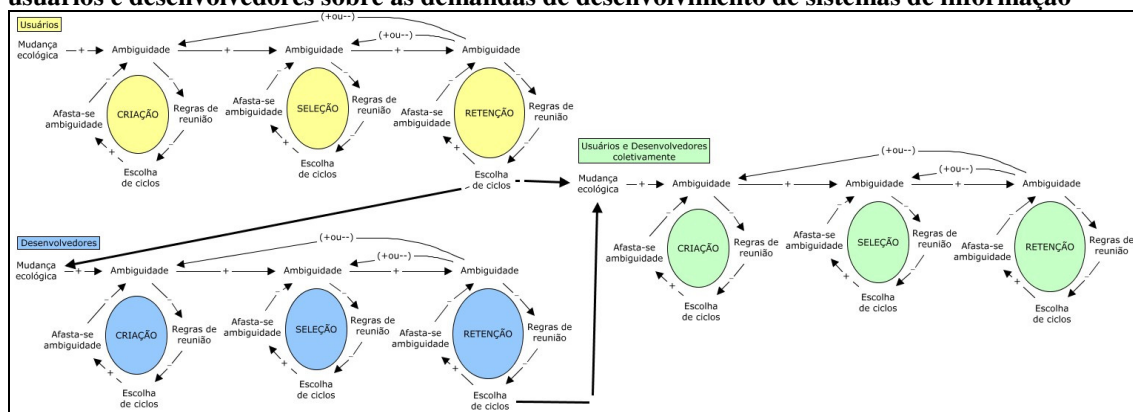 usuários e desenvolvedores sobre as demandas de desenvolvimento de sistemas de informação
Usuários
(+ou--)
(+ou--)
Mudança
ecológica
+
Ambiguidade
+
Ambiguidade
+
Ambiguidade
Afasta-se
ambiguidade
CRIAÇÃO
Regras de
reunião
Escolha
de ciclos
Afasta-se
ambiguidade
SELEÇÃO
Regras de
reunião
Escolha
de ciclos
Afasta-se
ambiguidade
RETENÇÃO
Regras de
reunião
Escolha
de ciclos
Usuários e Desenvolvedores
coletivamente
(+ou--)
(+ou--)
Mudança
ecológica
+
Ambiguidade
+
Ambiguidade
+
Ambiguidade
Afasta-se
ambiguidade
CRIAÇÃO
Regras de
reunião
Escolha
de ciclos
Afasta-se
ambiguidade
SELEÇÃO
Regras de
reunião
Escolha
de ciclos
Afasta-se
ambiguidade
RETENÇÃO
Regras de
reunião
Escolha
de ciclos
Desenvolvedores
(+ou--)
(+ou--)
Mudança
ecológica
+
Ambiguidade
+
Ambiguidade
+
Ambiguidade
Afasta-se
ambiguidade
CRIAÇÃO
Regras de
reunião
Escolha
de ciclos
Afasta-se
ambiguidade
SELEÇÃO
Regras de
reunião
Escolha
de ciclos
Afasta-se
ambiguidade
RETENÇÃO
Regras de
reunião
Escolha
de ciclos